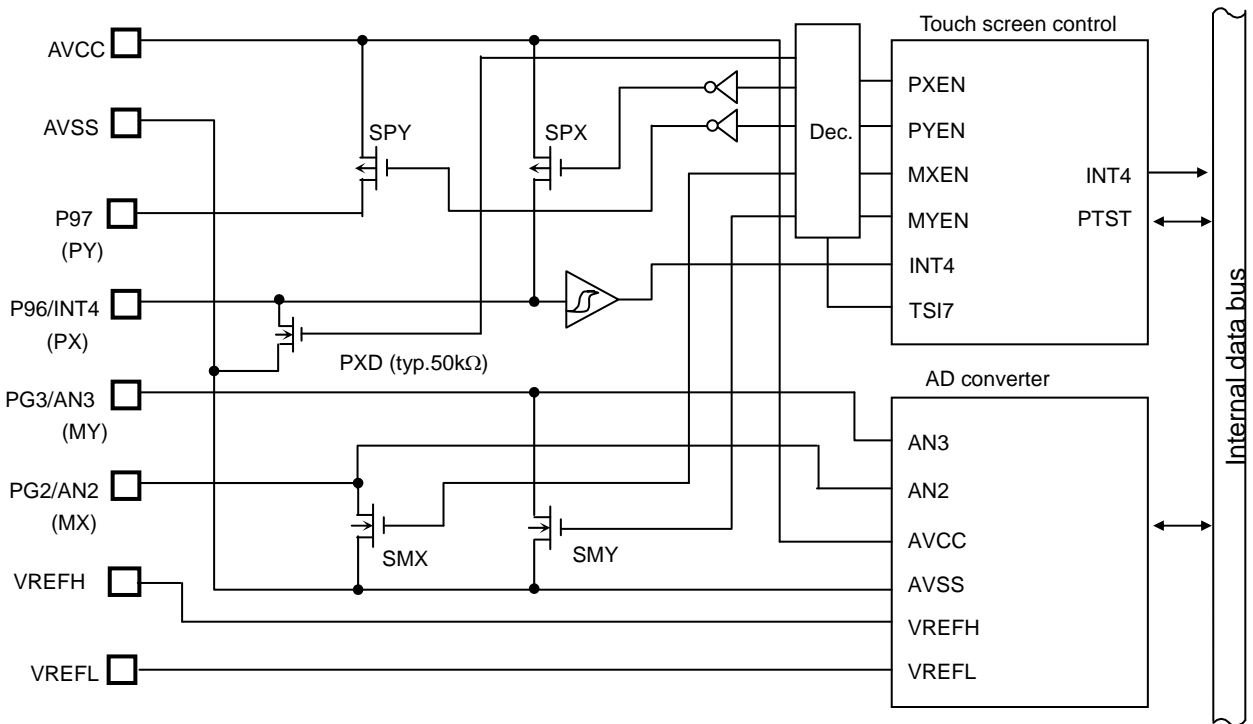 Touch screen control
AVCC
AVSS
P97
(PY)
P96/INT4
(PX)
PG3/AN3
(MY)
PG2/AN2
(MX)
VREFH
VREFL
SPY
SPX
PXD (typ.50kΩ)
SMX
SMY
Dec.
PXEN
PYEN
MXEN
MYEN
INT4
TSI7
INT4
PTST
AD converter
AN3
AN2
AVCC
AVSS
VREFH
VREFL
Internal data bus